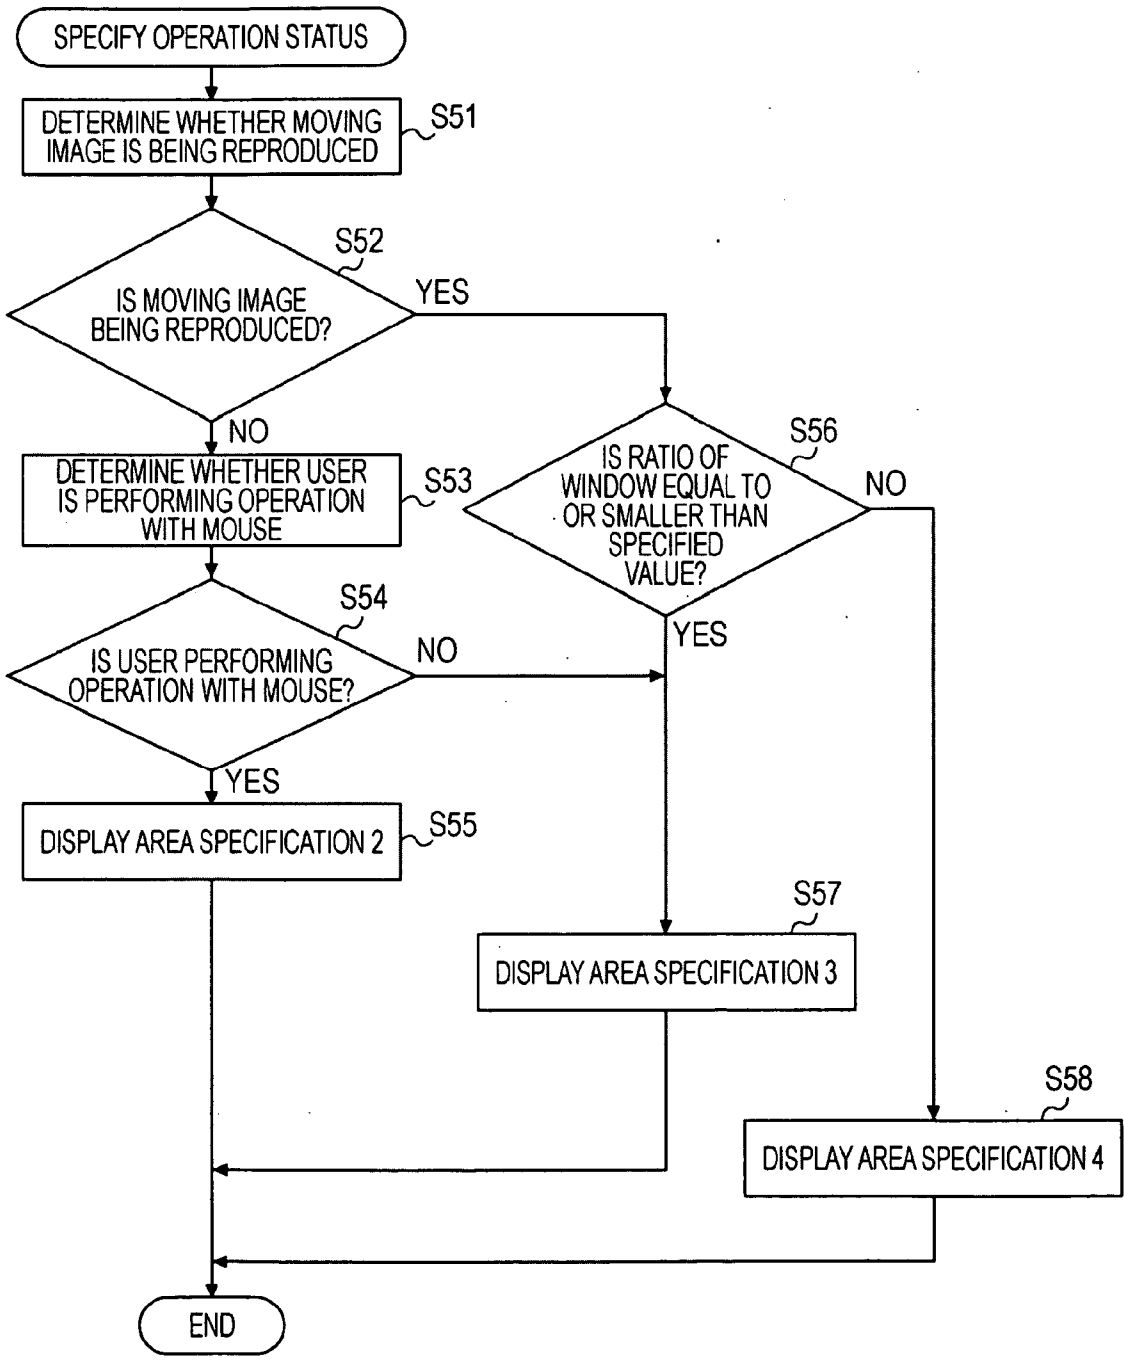 SPECIFY OPERATION STATUS
DETERMINE WHETHER MOVING
IMAGE IS BEING REPRODUCED
S51
S52
IS MOVING IMAGE
BEING REPRODUCED?
YES
NO
DETERMINE WHETHER USER
IS PERFORMING OPERATION
WITH MOUSE
S53
S56
IS RATIO OF
WINDOW EQUAL TO
OR SMALLER THAN
SPECIFIED
VALUE?
NO
YES
S54
IS USER PERFORMING
OPERATION WITH MOUSE?
NO
YES
DISPLAY AREA SPECIFICATION 2
S55
S57
DISPLAY AREA SPECIFICATION 3
S58
DISPLAY AREA SPECIFICATION 4
END